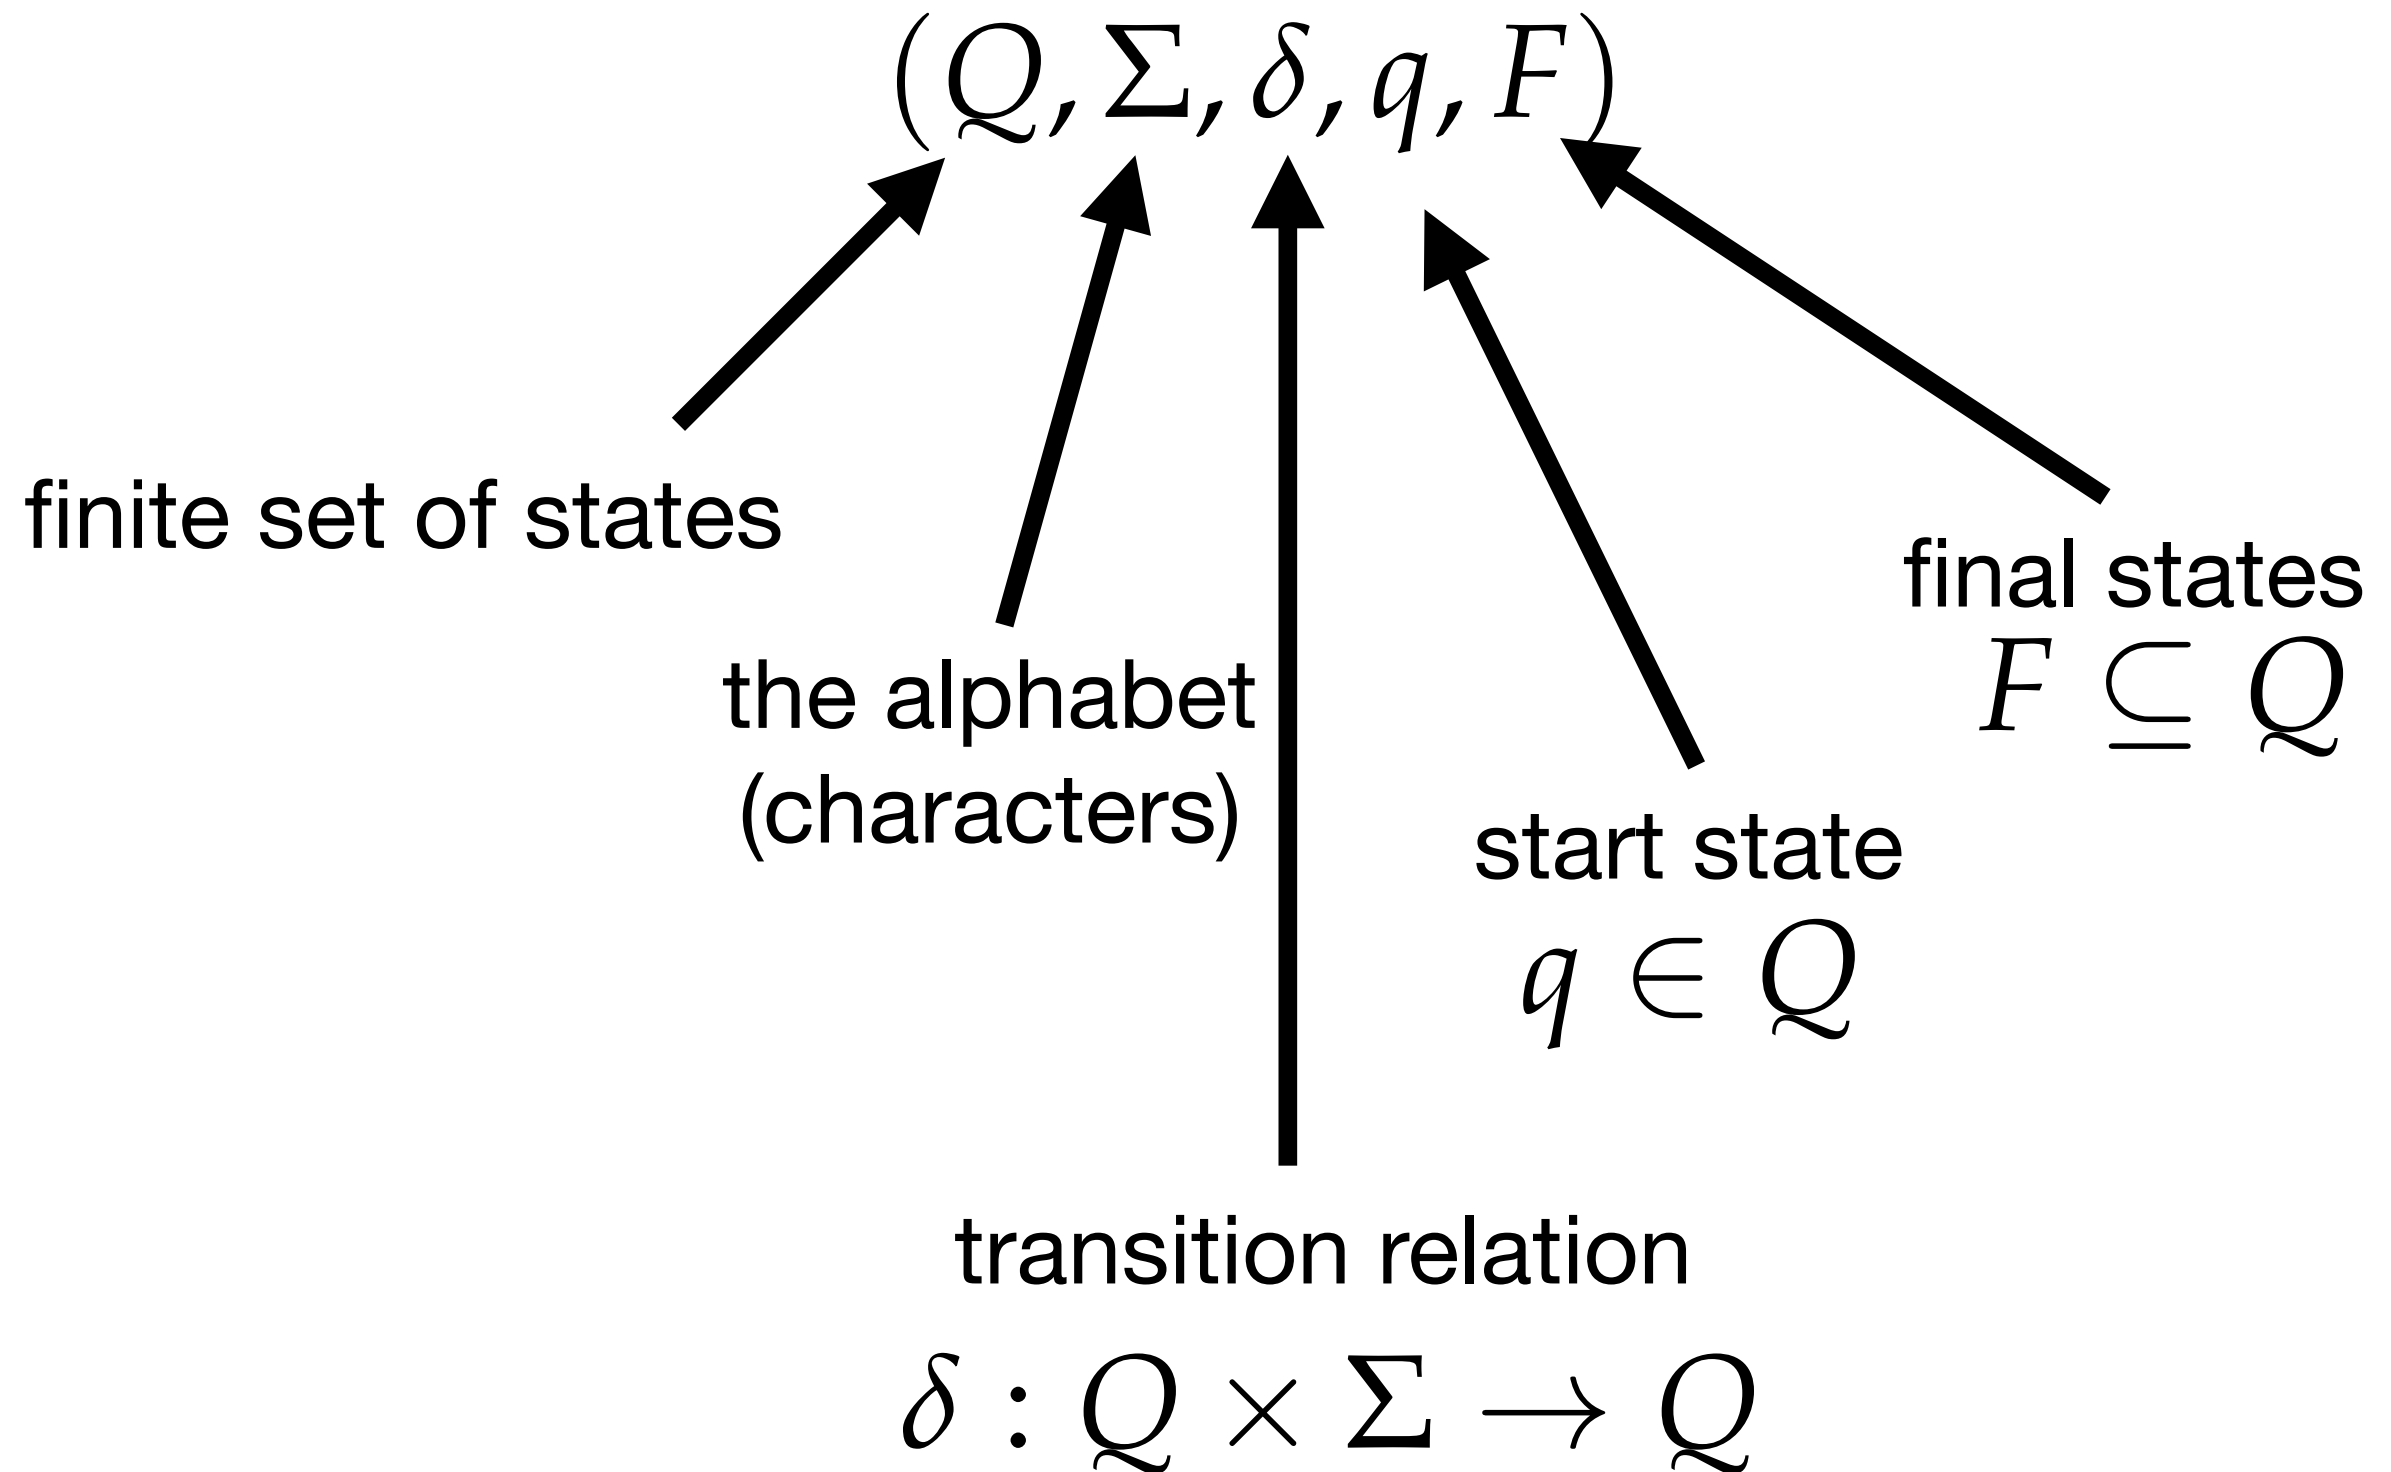 (Q, Σ, δ, q, F)
finite set of states
final states
F ⊆ Q
the alphabet
(characters)
start state
q ∈ Q
transition relation
δ : Q × Σ → Q